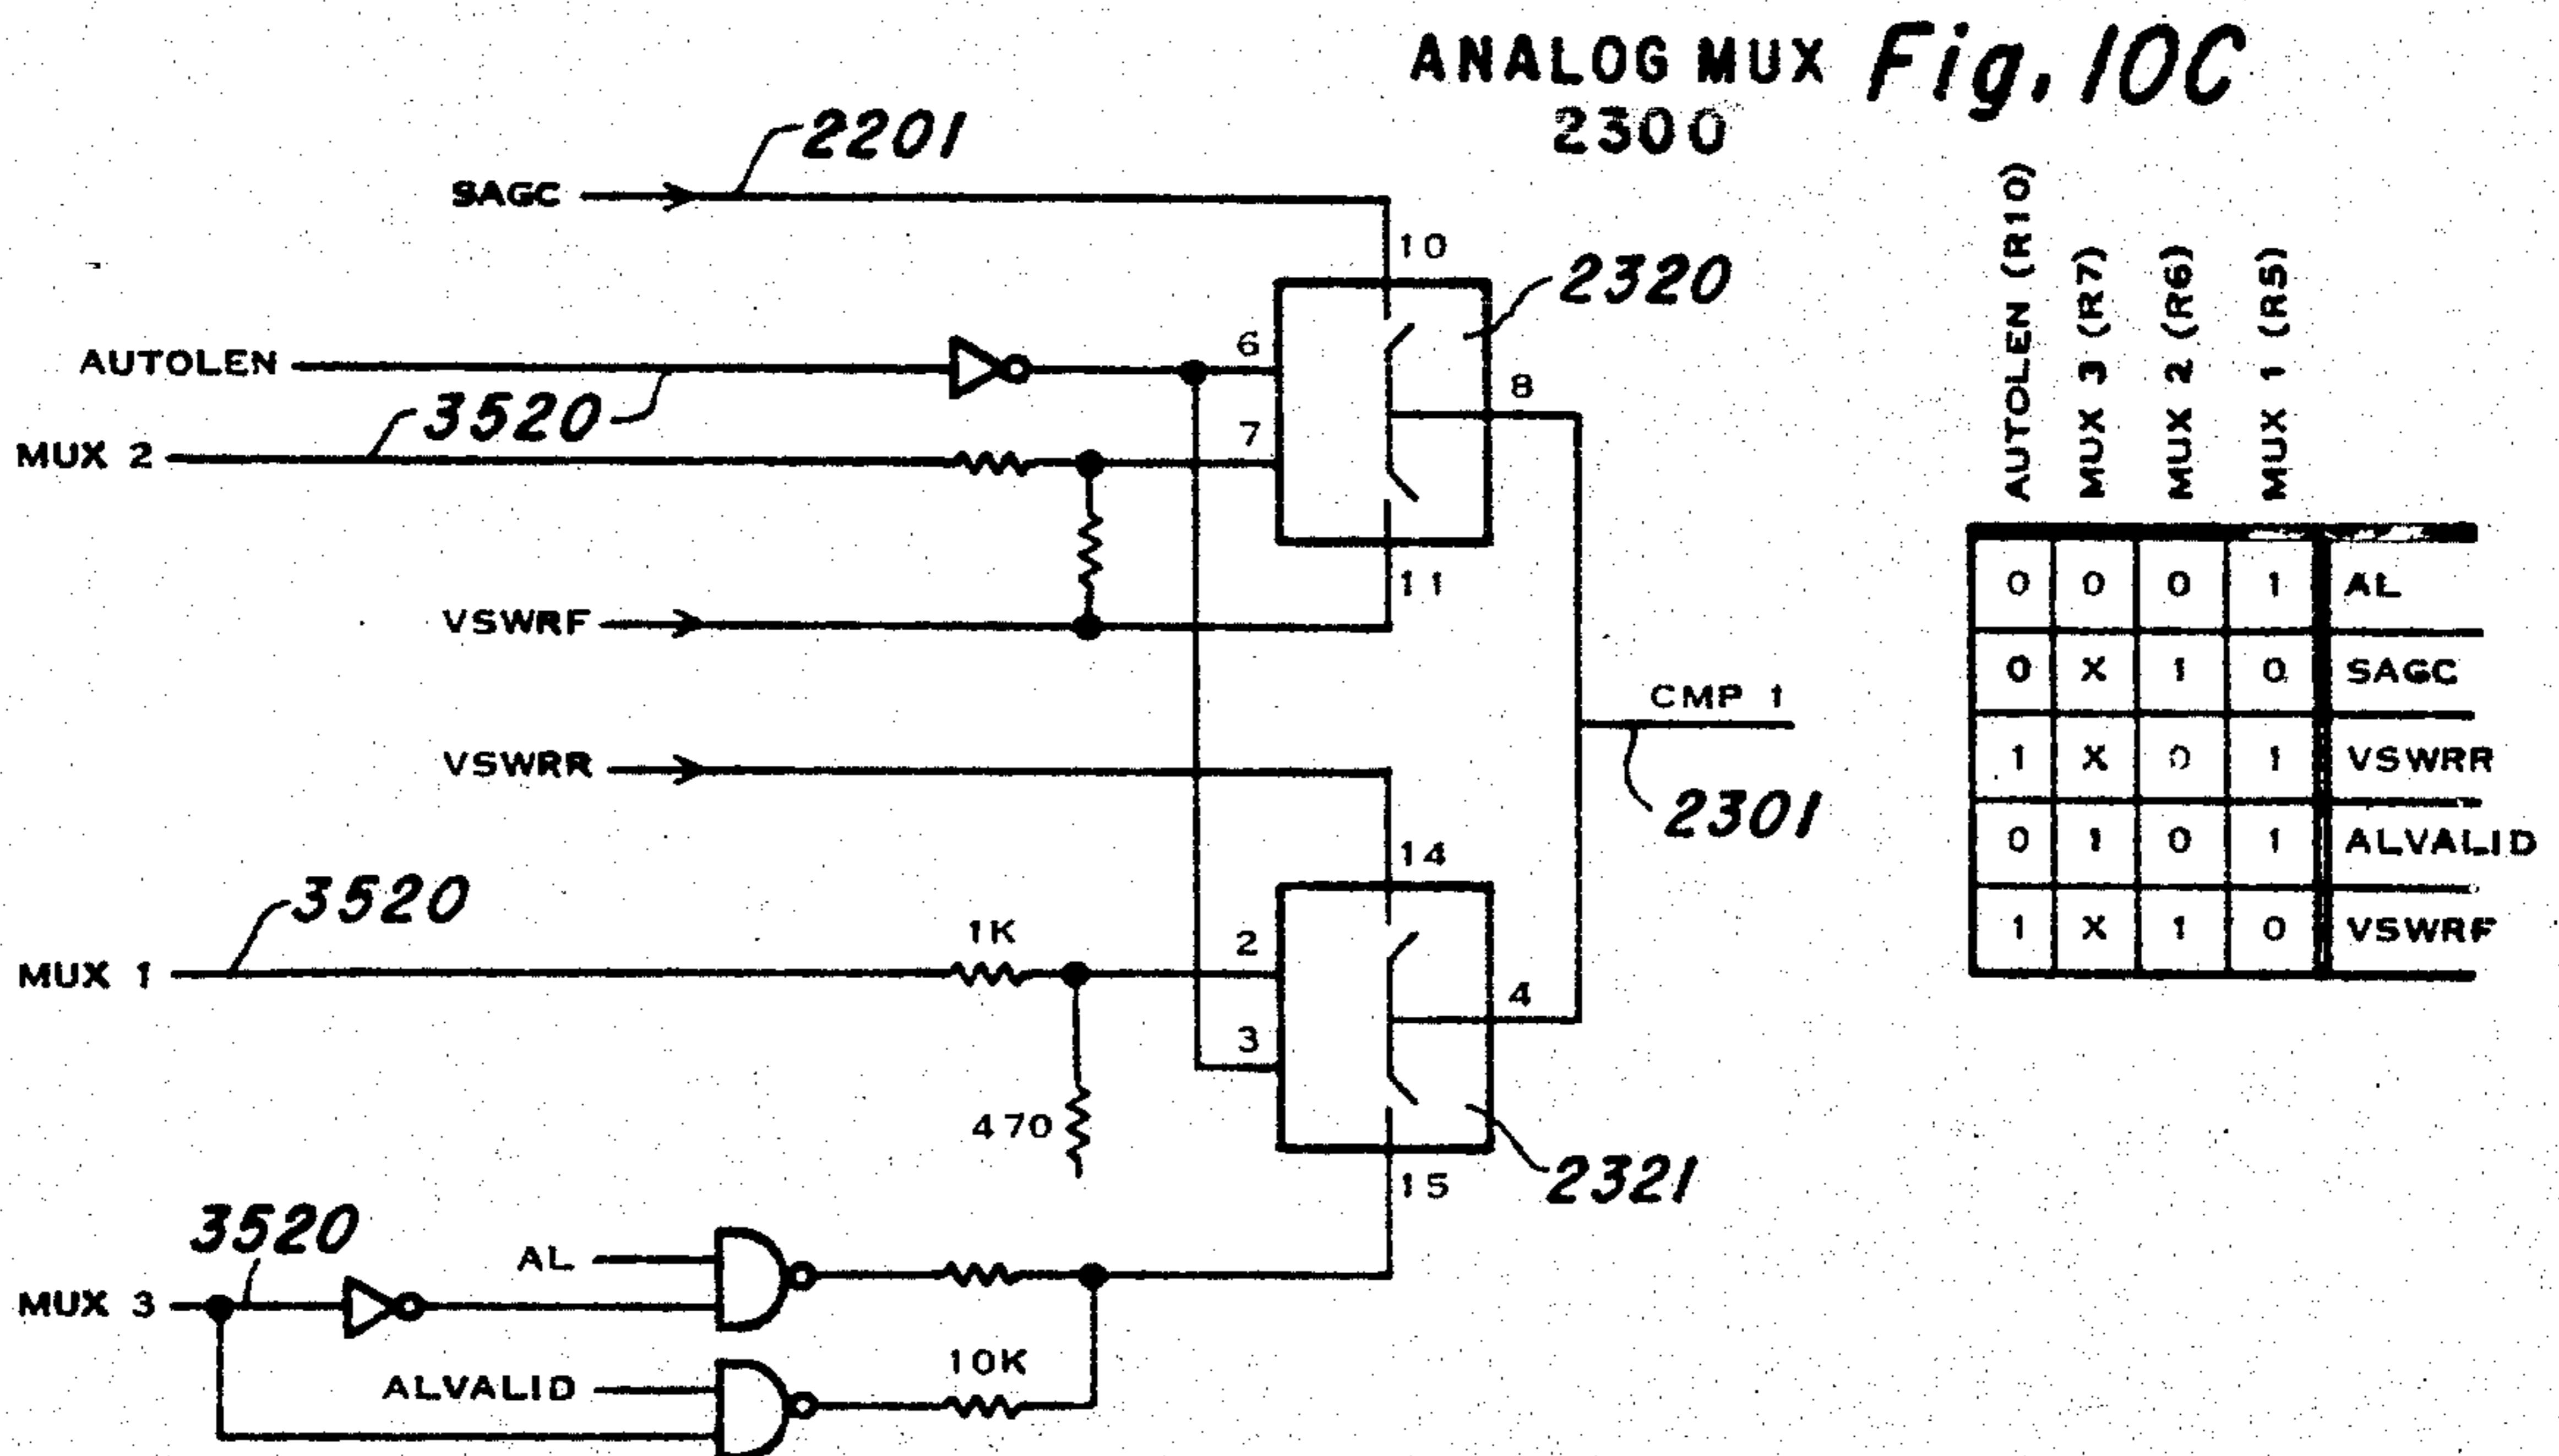 ANALOG MUX Fig. 10C
2300
2201
SAGC
10
2320
AUTOLEN
6
8
3520
7
MUX 2
11
VSWRF
CMP 1
VSWRR
2301
14
3520
1K
2
4
MUX 1
3
470
15
2321
3520
AL
MUX 3
10K
ALVALID
AUTOLEN (R10)
MUX 3 (R7)
MUX 2 (R6)
MUX 1 (R5)
0 0 0 1 AL
0 X 1 0 SAGC
1 X 0 1 VSWRR
0 1 0 1 ALVALID
1 X 1 0 VSWRF